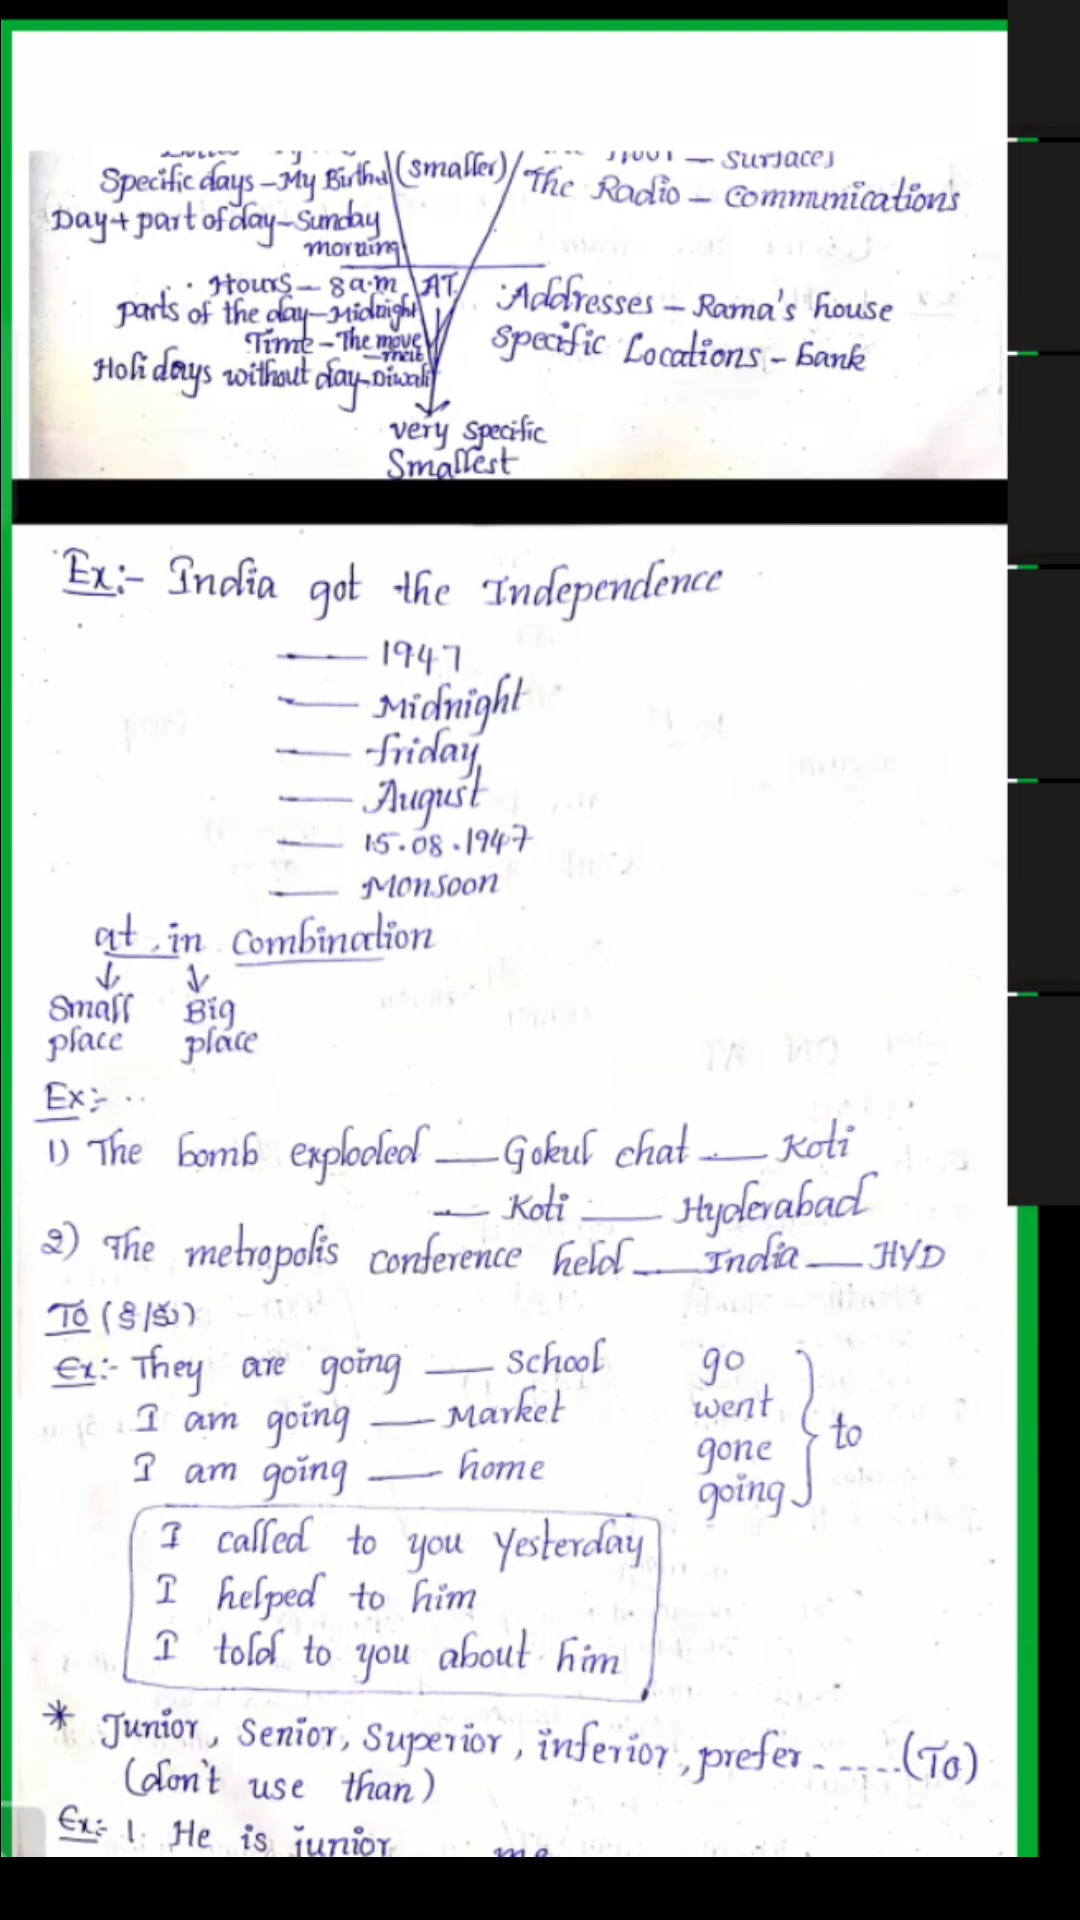 Specific days – My Birthd
(smaller)
Surfaces
The Radio – Communications
Day + part of day – Sunday
morning
Hours – 8 a.m
AT
parts of the day – Midnight
Time – The move
– ment
Holidays without day – Diwali
Addresses – Rama's house
Specific Locations – bank
very specific
Smallest
Ex:- India got the Independence
—— 1947
—— Midnight
—— friday
—— August
—— 15.08.1947
—— Monsoon
at, in Combination
↓ ↓
Small Big
place place
Ex:-
1) The bomb exploded —— Gokul chat —— Koti
—— Koti —— Hyderabad
2) The metropolis conference held —— India —— HYD
To (కి/కు)
Ex:- They are going —— school
I am going —— Market
I am going —— home
go
went
gone
going
to
I called to you yesterday
I helped to him
I told to you about him
* Junior, Senior, Superior, inferior, prefer ------ (To)
(don't use than)
Ex:- 1. He is junior me